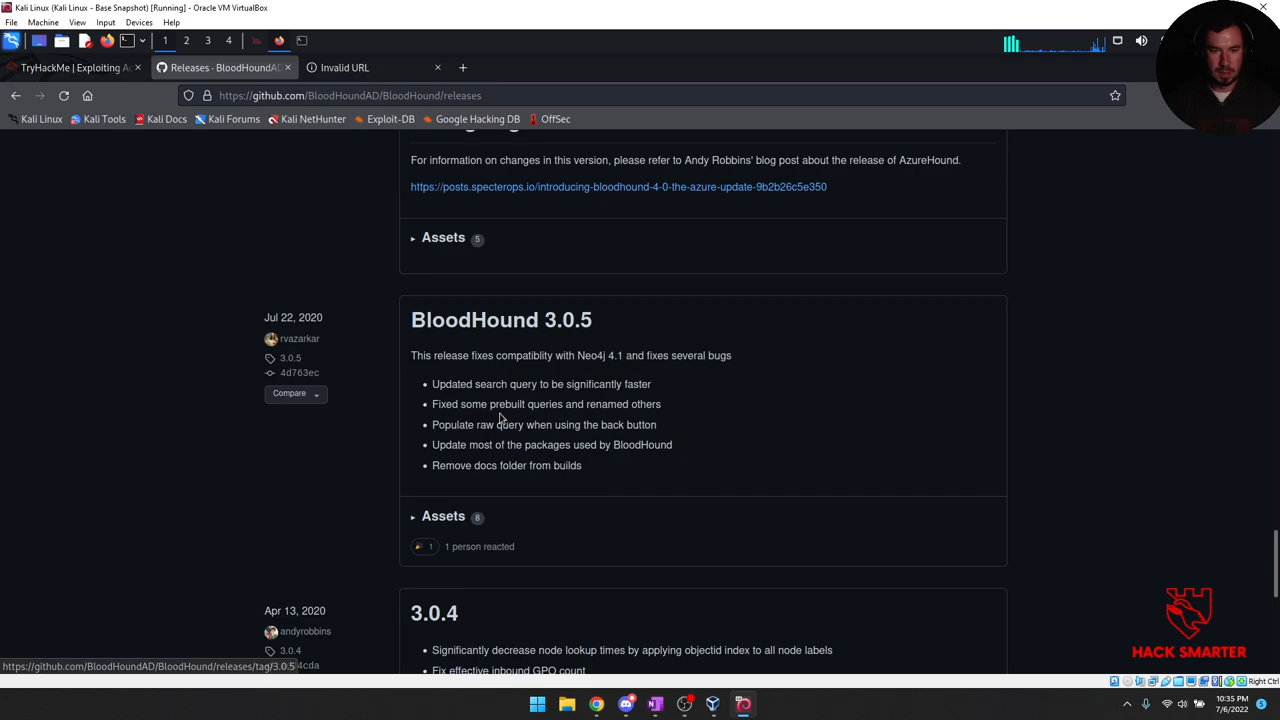 Kali Linux (Kali Linux - Base Snapshot) [Running] - Oracle VM VirtualBox
File Machine View Input Devices Help
1 2 3 4
TryHackMe | Exploiting A
Releases · BloodHoundAD
Invalid URL
https://github.com/BloodHoundAD/BloodHound/releases
Kali Linux Kali Tools Kali Docs Kali Forums Kali NetHunter Exploit-DB Google Hacking DB OffSec
For information on changes in this version, please refer to Andy Robbins' blog post about the release of AzureHound.
https://posts.specterops.io/introducing-bloodhound-4-0-the-azure-update-9b2b26c5e350
Assets 5
Jul 22, 2020
rvazarkar
3.0.5
4d763ec
Compare
BloodHound 3.0.5
This release fixes compatiblity with Neo4j 4.1 and fixes several bugs
Updated search query to be significantly faster
Fixed some prebuilt queries and renamed others
Populate raw query when using the back button
Update most of the packages used by BloodHound
Remove docs folder from builds
Assets 8
1
1 person reacted
Apr 13, 2020
andyrobbins
3.0.4
4cda
3.0.4
Significantly decrease node lookup times by applying objectid index to all node labels
Fix effective inbound GPO count
https://github.com/BloodHoundAD/BloodHound/releases/tag/3.0.5
HACK SMARTER
Right Ctrl
10:35 PM
7/6/2022
5